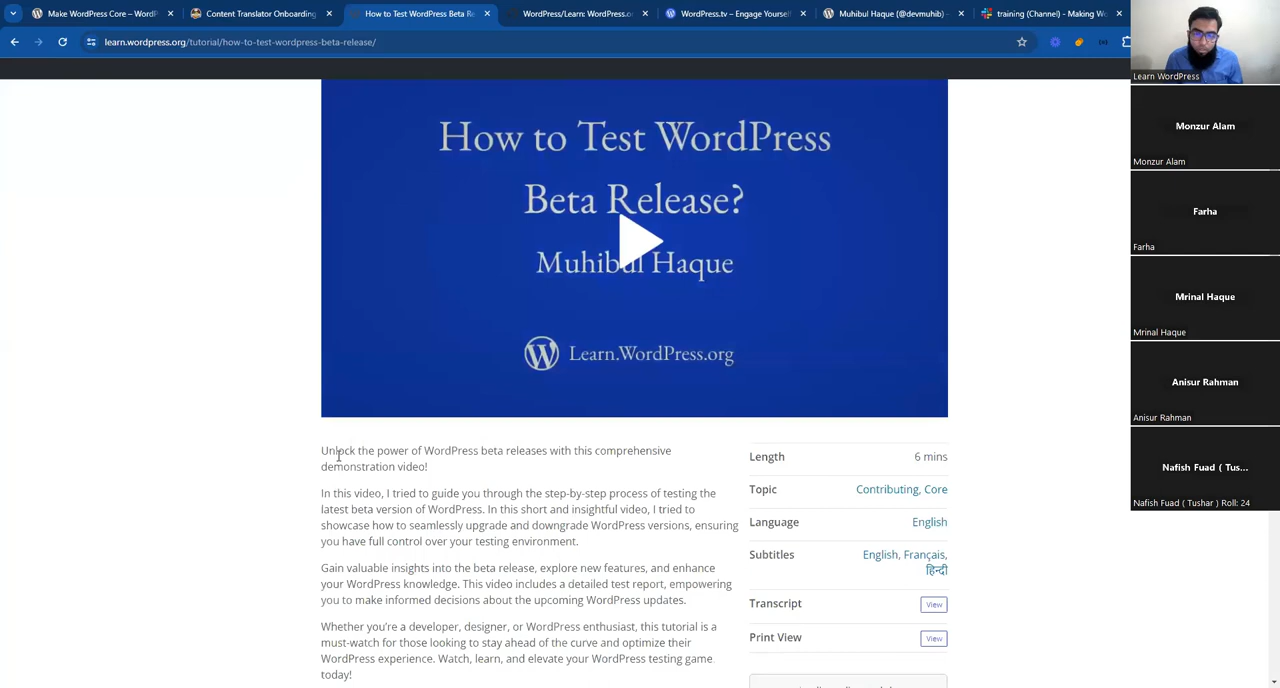 Make WordPress Core – WordP
Content Translator Onboarding
How to Test WordPress Beta Re
WordPress/Learn: WordPress.o
WordPress.tv – Engage Yourself
Muhibul Haque (@devmuhib) –
training (Channel) - Making Wo
learn.wordpress.org/tutorial/how-to-test-wordpress-beta-release/
Learn WordPress
Monzur Alam
Monzur Alam
Farha
Farha
Mrinal Haque
Mrinal Haque
Anisur Rahman
Anisur Rahman
Nafish Fuad ( Tus...
Nafish Fuad ( Tushar ) Roll: 24
How to Test WordPress
Beta Release?
Muhibul Haque
Learn.WordPress.org
Unlock the power of WordPress beta releases with this comprehensive
demonstration video!
In this video, I tried to guide you through the step-by-step process of testing the
latest beta version of WordPress. In this short and insightful video, I tried to
showcase how to seamlessly upgrade and downgrade WordPress versions, ensuring
you have full control over your testing environment.
Gain valuable insights into the beta release, explore new features, and enhance
your WordPress knowledge. This video includes a detailed test report, empowering
you to make informed decisions about the upcoming WordPress updates.
Whether you're a developer, designer, or WordPress enthusiast, this tutorial is a
must-watch for those looking to stay ahead of the curve and optimize their
WordPress experience. Watch, learn, and elevate your WordPress testing game
today!
Length 6 mins
Topic Contributing, Core
Language English
Subtitles English, Français,
हिन्दी
Transcript View
Print View View